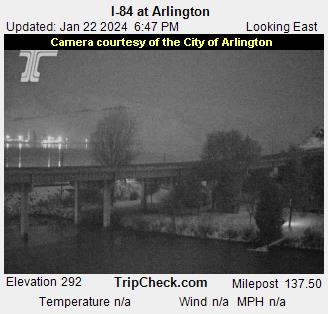 I-84 at Arlington
Updated: Jan 22 2024 6:47 PM Looking East
Camera courtesy of the City of Arlington
Elevation 292 TripCheck.com Milepost 137.50
Temperature n/a Wind n/a MPH n/a